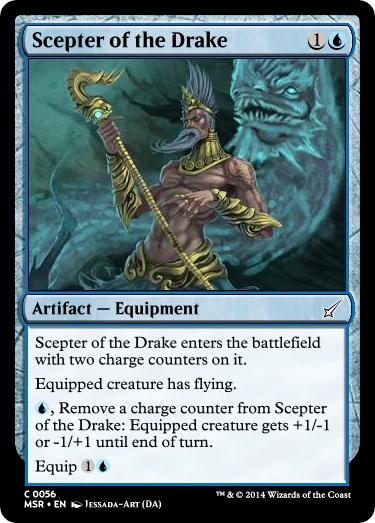 Scepter of the Drake 1
Artifact — Equipment
Scepter of the Drake enters the battlefield
with two charge counters on it.
Equipped creature has flying.
, Remove a charge counter from Scepter
of the Drake: Equipped creature gets +1/-1
or -1/+1 until end of turn.
Equip 1
C 0056
MSR • EN Jessada-Art (DA)
™ & © 2014 Wizards of the Coast